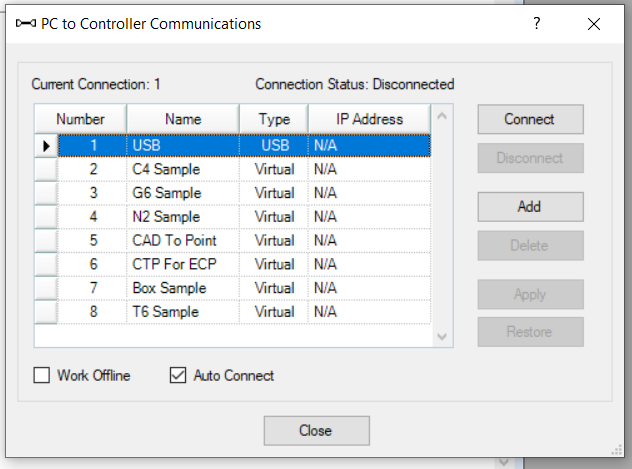 PC to Controller Communications ?
Current Connection: 1 Connection Status: Disconnected
Number Name Type IP Address
Connect
1 USB USB N/A
2 C4 Sample Virtual N/A
Disconnect
3 G6 Sample Virtual N/A
4 N2 Sample Virtual N/A
Add
5 CAD To Point Virtual N/A
Delete
6 CTP For ECP Virtual N/A
7 Box Sample Virtual N/A
Apply
8 T6 Sample Virtual N/A
Restore
Work Offline Auto Connect
Close